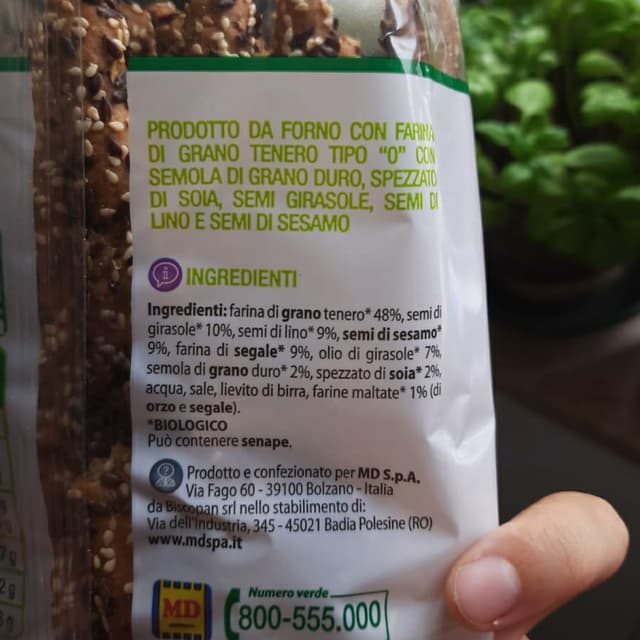 PRODOTTO DA FORNO CON FARINA
DI GRANO TENERO TIPO "0" CON
SEMOLA DI GRANO DURO, SPEZZATO
DI SOIA, SEMI GIRASOLE, SEMI DI
LINO E SEMI DI SESAMO
INGREDIENTI
Ingredienti: farina di grano tenero* 48%, semi di
girasole* 10%, semi di lino* 9%, semi di sesamo*
9%, farina di segale* 9%, olio di girasole* 7%,
semola di grano duro* 2%, spezzato di soia* 2%,
acqua, sale, lievito di birra, farine maltate* 1% (di
orzo e segale).
*BIOLOGICO
Può contenere senape.
Prodotto e confezionato per MD S.p.A.
Via Fago 60 - 39100 Bolzano - Italia
da Biscopan srl nello stabilimento di:
Via dell'Industria, 345 - 45021 Badia Polesine (RO)
www.mdspa.it
MD
Numero verde
800-555.000